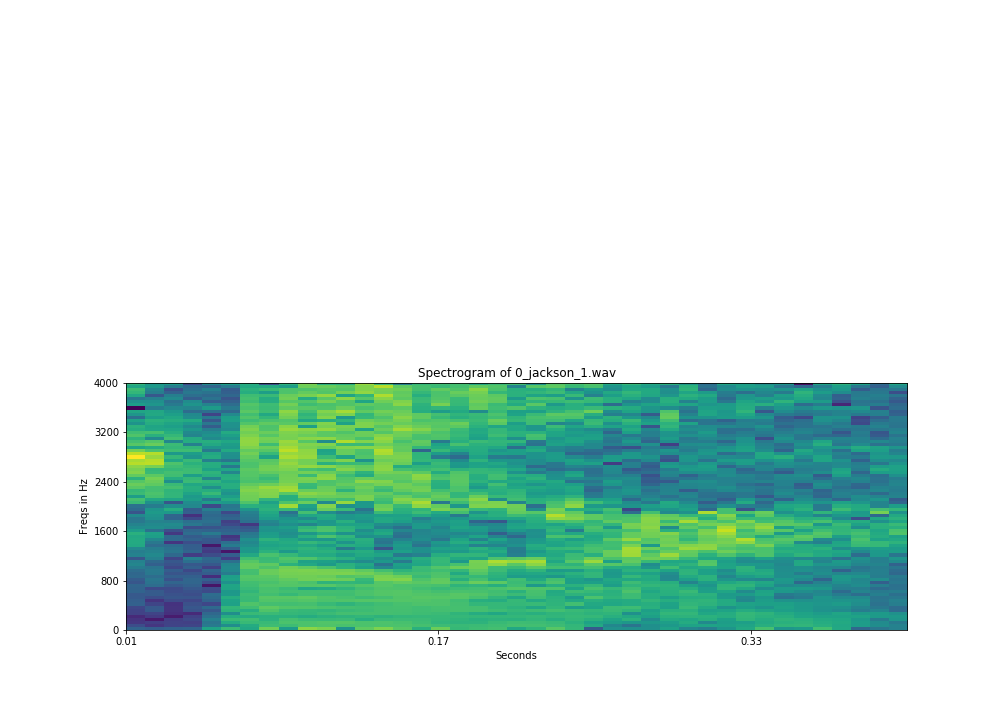 Spectrogram of 0_jackson_1.wav
4000
3200
2400
1600
800
0
Freqs in Hz
0.01 0.17 0.33
Seconds